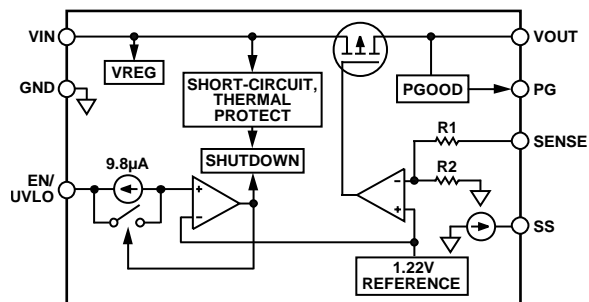 VIN
VOUT
VREG
GND
SHORT-CIRCUIT,
THERMAL
PROTECT
PGOOD
PG
R1
SENSE
9.8µA
SHUTDOWN
R2
EN/
UVLO
+
–
–
+
SS
1.22V
REFERENCE